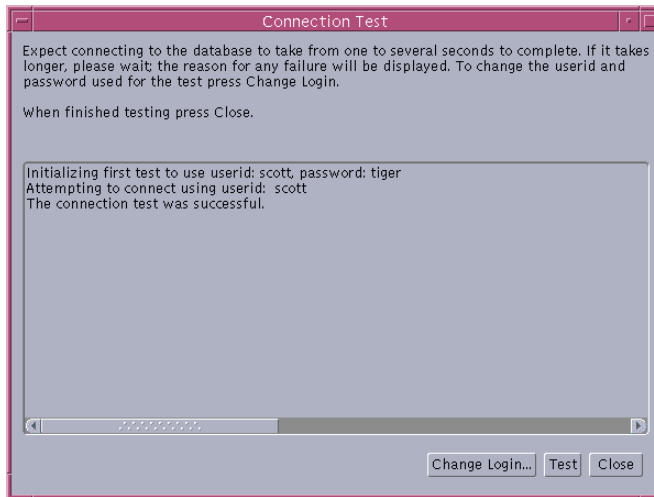 Connection Test
Expect connecting to the database to take from one to several seconds to complete. If it takes
longer, please wait; the reason for any failure will be displayed. To change the userid and
password used for the test press Change Login.
When finished testing press Close.
Initializing first test to use userid: scott, password: tiger
Attempting to connect using userid:  scott
The connection test was successful.
Change Login... Test Close